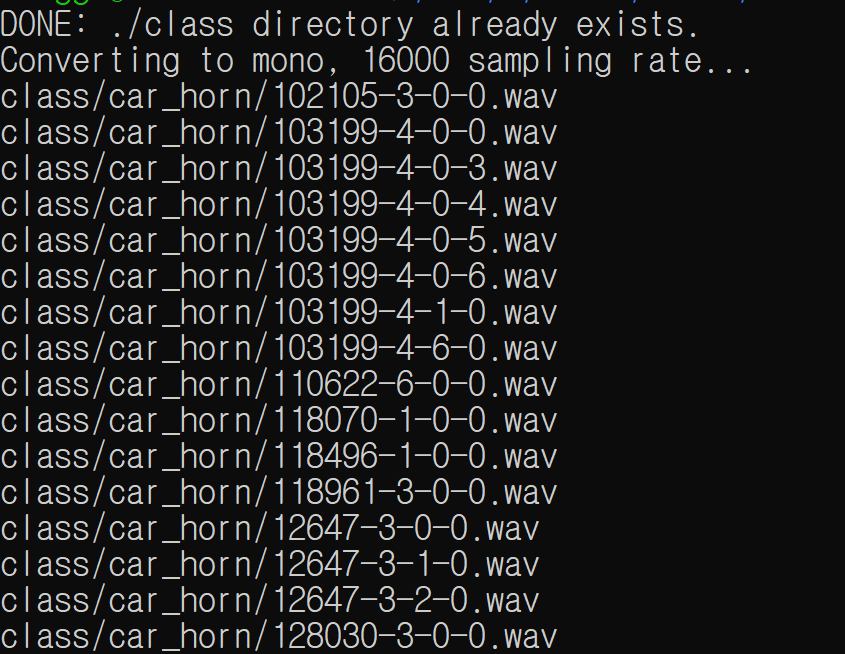 DONE: ./class directory already exists.
Converting to mono, 16000 sampling rate...
class/car_horn/102105-3-0-0.wav
class/car_horn/103199-4-0-0.wav
class/car_horn/103199-4-0-3.wav
class/car_horn/103199-4-0-4.wav
class/car_horn/103199-4-0-5.wav
class/car_horn/103199-4-0-6.wav
class/car_horn/103199-4-1-0.wav
class/car_horn/103199-4-6-0.wav
class/car_horn/110622-6-0-0.wav
class/car_horn/118070-1-0-0.wav
class/car_horn/118496-1-0-0.wav
class/car_horn/118961-3-0-0.wav
class/car_horn/12647-3-0-0.wav
class/car_horn/12647-3-1-0.wav
class/car_horn/12647-3-2-0.wav
class/car_horn/128030-3-0-0.wav